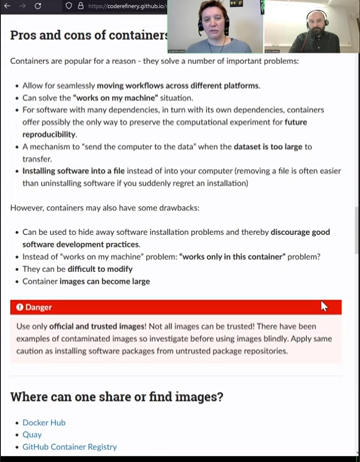 https://coderefinery.github.io/
Pros and cons of containers
Containers are popular for a reason - they solve a number of important problems:
• Allow for seamlessly moving workflows across different platforms.
• Can solve the "works on my machine" situation.
• For software with many dependencies, in turn with its own dependencies, containers
offer possibly the only way to preserve the computational experiment for future
reproducibility.
• A mechanism to "send the computer to the data" when the dataset is too large to
transfer.
• Installing software into a file instead of into your computer (removing a file is often easier
than uninstalling software if you suddenly regret an installation)
However, containers may also have some drawbacks:
• Can be used to hide away software installation problems and thereby discourage good
software development practices.
• Instead of "works on my machine" problem: "works only in this container" problem?
• They can be difficult to modify
• Container images can become large
Danger
Use only official and trusted images! Not all images can be trusted! There have been
examples of contaminated images so investigate before using images blindly. Apply same
caution as installing software packages from untrusted package repositories.
Where can one share or find images?
• Docker Hub
• Quay
• GitHub Container Registry